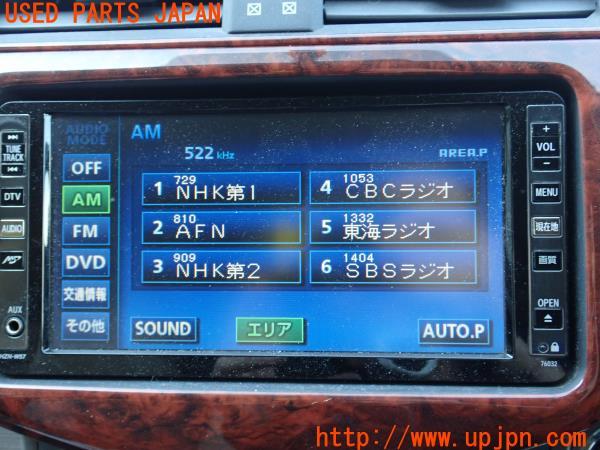 USED PARTS JAPAN
TUNE
TRACK
DTV
AUDIO
AUX
HZN-W57
AUDIO
MODE
OFF
AM
FM
DVD
交通情報
その他
AM
522 kHz
AREA.P
1 729 NHK第1
2 810 AFN
3 909 NHK第2
4 1053 CBCラジオ
5 1332 東海ラジオ
6 1404 SBSラジオ
SOUND
エリア
AUTO.P
+
VOL
−
MENU
現在地
画質
OPEN
76032
http://www.upjpn.com/